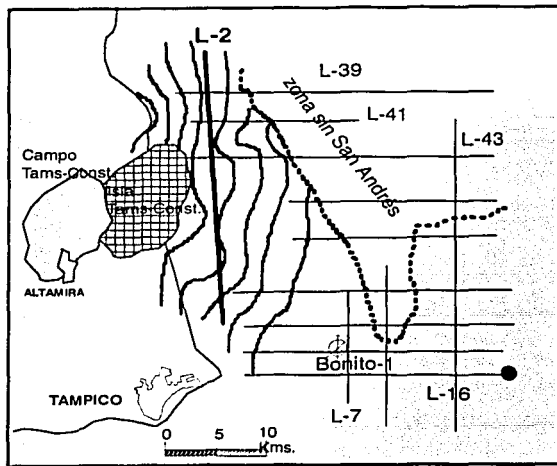 L-2
L-39
zona sin San Andrés
L-41
L-43
Campo
Tams-Const.
Isla
Tams-Const.
ALTAMIRA
Bonito-1
TAMPICO
L-16
L-7
0 5 10
Kms.